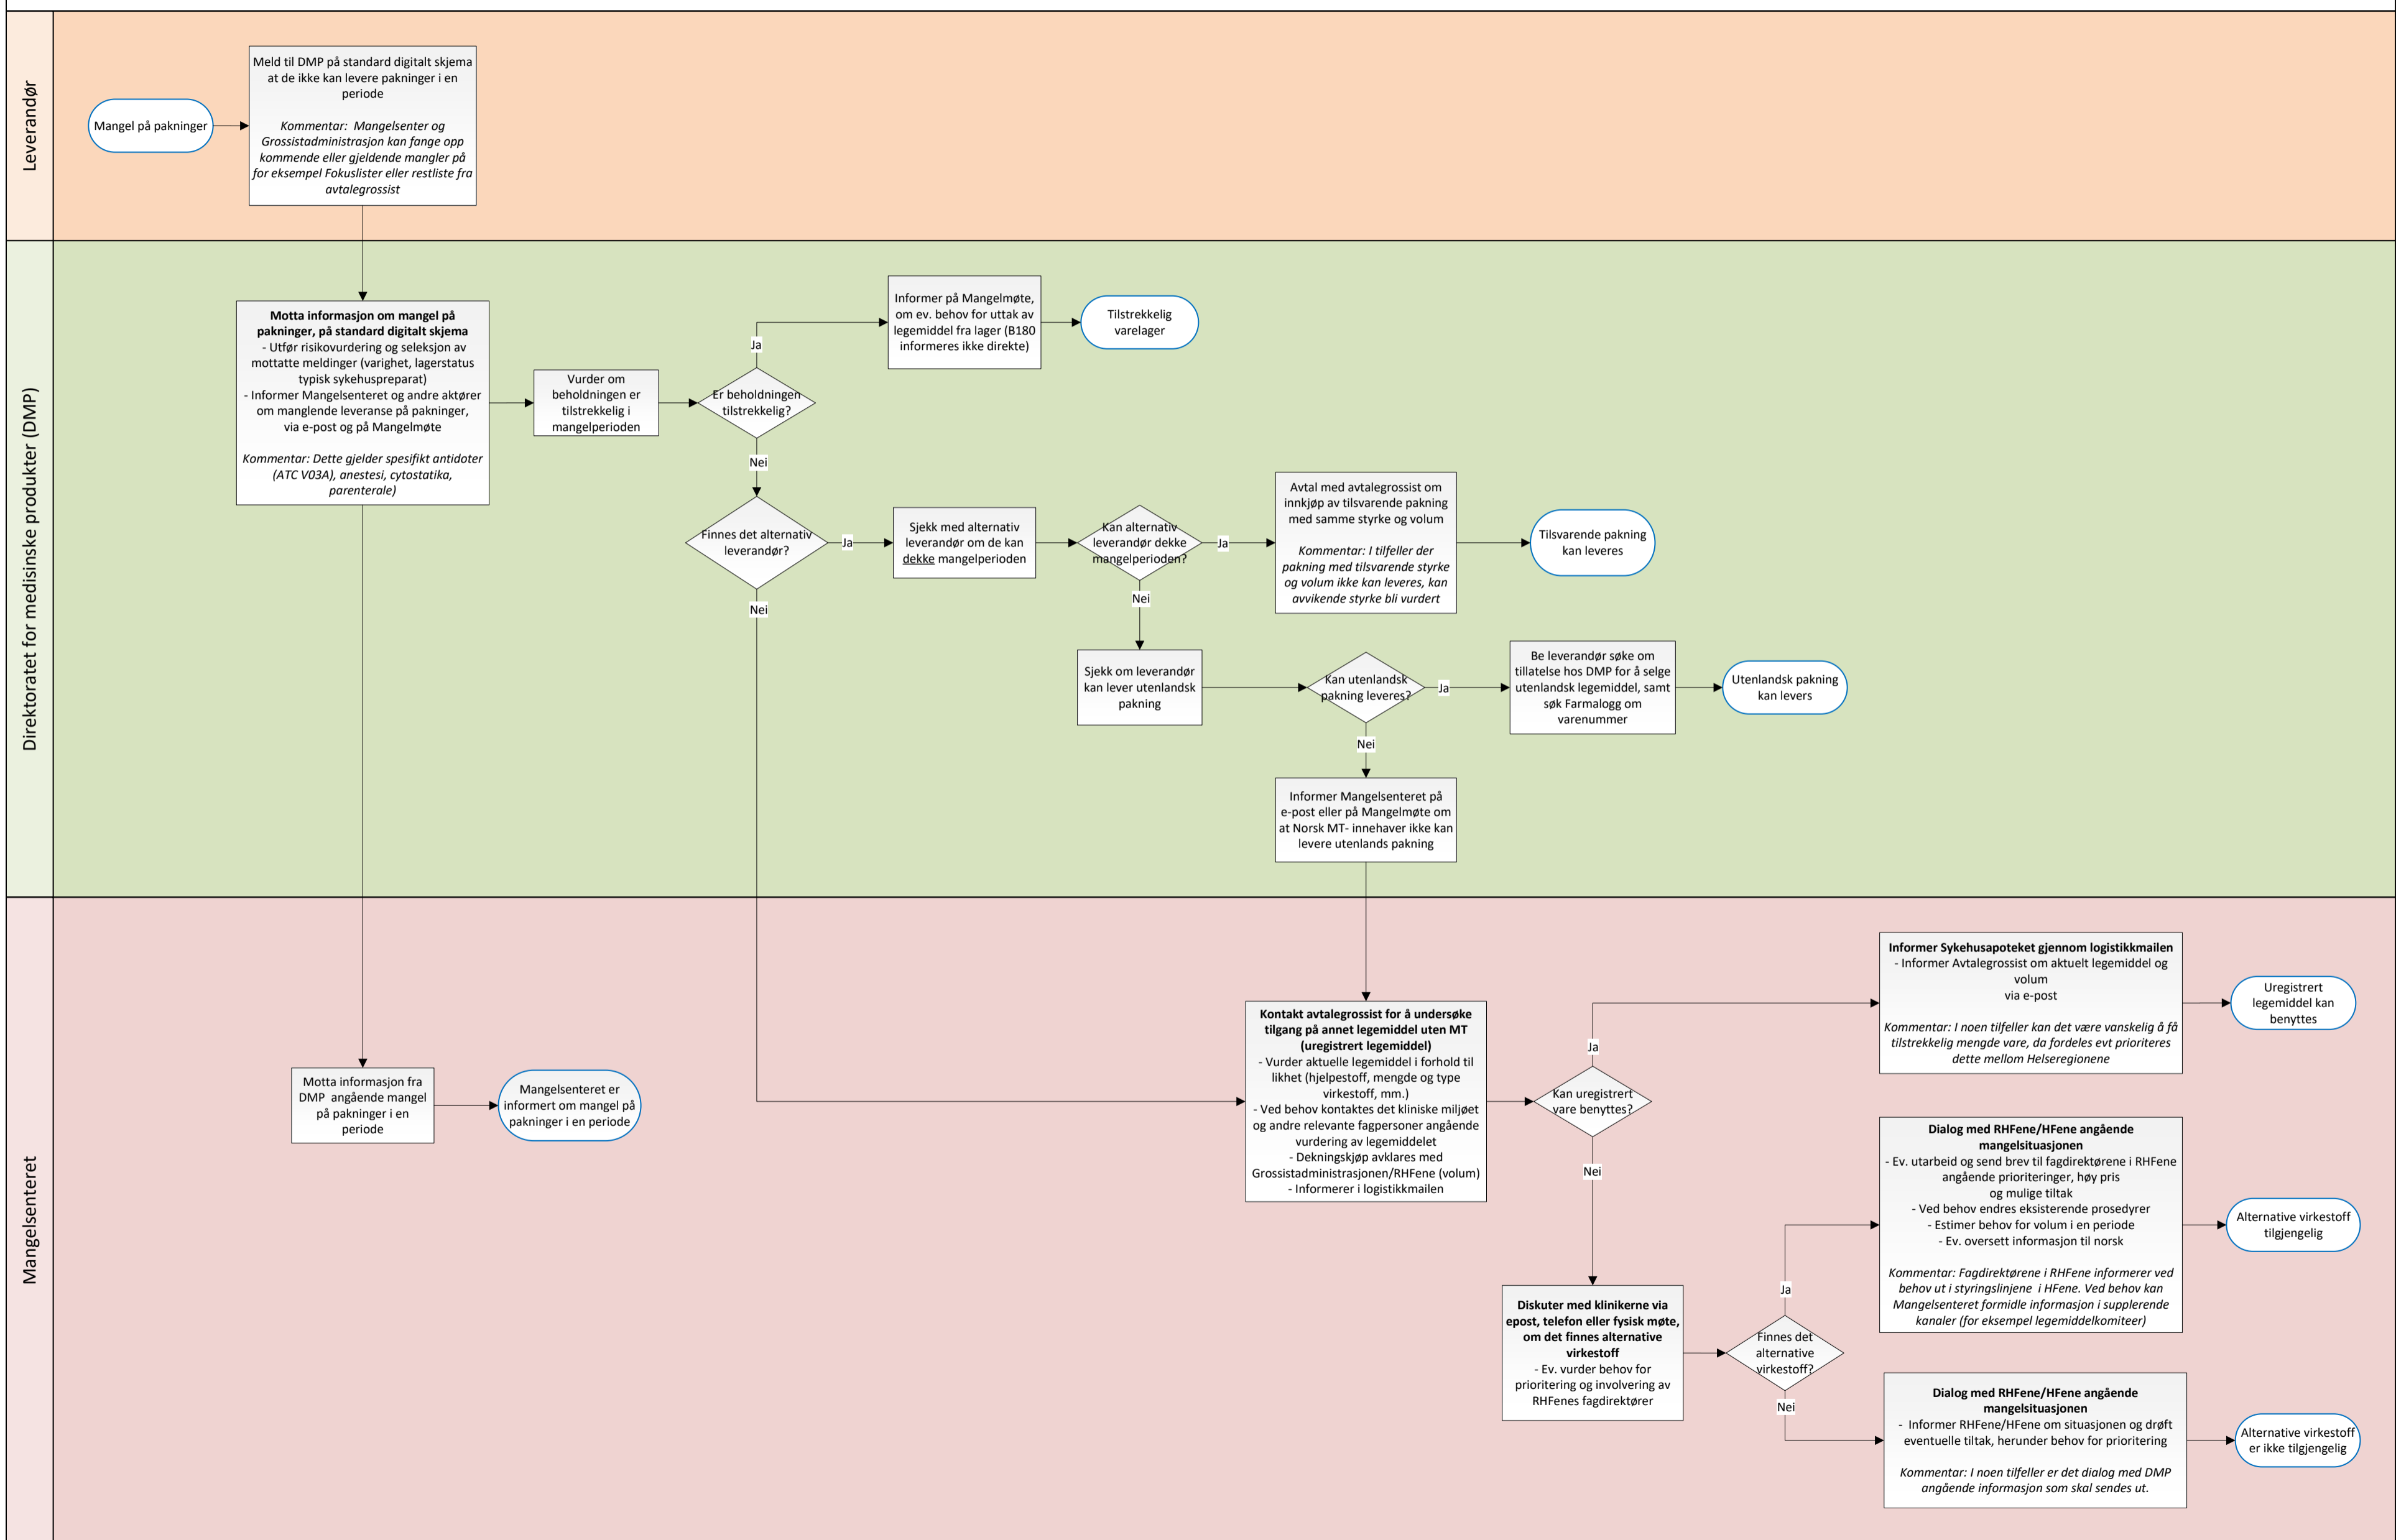 Leverandør
Mangel på pakninger
Meld til DMP på standard digitalt skjema
at de ikke kan levere pakninger i en
periode
Kommentar:  Mangelsenter og
Grossistadministrasjon kan fange opp
kommende eller gjeldende mangler på
for eksempel Fokuslister eller restliste fra
avtalegrossist
Direktoratet for medisinske produkter (DMP)
Motta informasjon om mangel på
pakninger, på standard digitalt skjema
- Utfør risikovurdering og seleksjon av
mottatte meldinger (varighet, lagerstatus
typisk sykehuspreparat)
- Informer Mangelsenteret og andre aktører
om manglende leveranse på pakninger,
via e-post og på Mangelmøte
Kommentar: Dette gjelder spesifikt antidoter
(ATC V03A), anestesi, cytostatika,
parenterale)
Vurder om
beholdningen er
tilstrekkelig i
mangelperioden
Er beholdningen
tilstrekkelig?
Ja
Informer på Mangelmøte,
om ev. behov for uttak av
legemiddel fra lager (B180
informeres ikke direkte)
Tilstrekkelig
varelager
Nei
Finnes det alternativ
leverandør?
Ja
Sjekk med alternativ
leverandør om de kan
dekke mangelperioden
Kan alternativ
leverandør dekke
mangelperioden?
Ja
Avtal med avtalegrossist om
innkjøp av tilsvarende pakning
med samme styrke og volum
Kommentar: I tilfeller der
pakning med tilsvarende styrke
og volum ikke kan leveres, kan
avvikende styrke bli vurdert
Tilsvarende pakning
kan leveres
Nei
Nei
Sjekk om leverandør
kan lever utenlandsk
pakning
Kan utenlandsk
pakning leveres?
Ja
Be leverandør søke om
tillatelse hos DMP for å selge
utenlandsk legemiddel, samt
søk Farmalogg om
varenummer
Utenlandsk pakning
kan levers
Nei
Informer Mangelsenteret på
e-post eller på Mangelmøte om
at Norsk MT- innehaver ikke kan
levere utenlands pakning
Mangelsenteret
Motta informasjon fra
DMP  angående mangel
på pakninger i en
periode
Mangelsenteret er
informert om mangel på
pakninger i en periode
Kontakt avtalegrossist for å undersøke
tilgang på annet legemiddel uten MT
(uregistrert legemiddel)
- Vurder aktuelle legemiddel i forhold til
likhet (hjelpestoff, mengde og type
virkestoff, mm.)
- Ved behov kontaktes det kliniske miljøet
og andre relevante fagpersoner angående
vurdering av legemiddelet
- Dekningskjøp avklares med
Grossistadministrasjonen/RHFene (volum)
- Informerer i logistikkmailen
Kan uregistrert
vare benyttes?
Ja
Informer Sykehusapoteket gjennom logistikkmailen
- Informer Avtalegrossist om aktuelt legemiddel og
volum
via e-post
Kommentar: I noen tilfeller kan det være vanskelig å få
tilstrekkelig mengde vare, da fordeles evt prioriteres
dette mellom Helseregionene
Uregistrert
legemiddel kan
benyttes
Nei
Diskuter med klinikerne via
epost, telefon eller fysisk møte,
om det finnes alternative
virkestoff
- Ev. vurder behov for
prioritering og involvering av
RHFenes fagdirektører
Finnes det
alternative
virkestoff?
Ja
Dialog med RHFene/HFene angående
mangelsituasjonen
- Ev. utarbeid og send brev til fagdirektørene i RHFene
angående prioriteringer, høy pris
og mulige tiltak
- Ved behov endres eksisterende prosedyrer
- Estimer behov for volum i en periode
- Ev. oversett informasjon til norsk
Kommentar: Fagdirektørene i RHFene informerer ved
behov ut i styringslinjene  i HFene. Ved behov kan
Mangelsenteret formidle informasjon i supplerende
kanaler (for eksempel legemiddelkomiteer)
Alternative virkestoff
tilgjengelig
Nei
Dialog med RHFene/HFene angående
mangelsituasjonen
-  Informer RHFene/HFene om situasjonen og drøft
eventuelle tiltak, herunder behov for prioritering
Kommentar: I noen tilfeller er det dialog med DMP
angående informasjon som skal sendes ut.
Alternative virkestoff
er ikke tilgjengelig